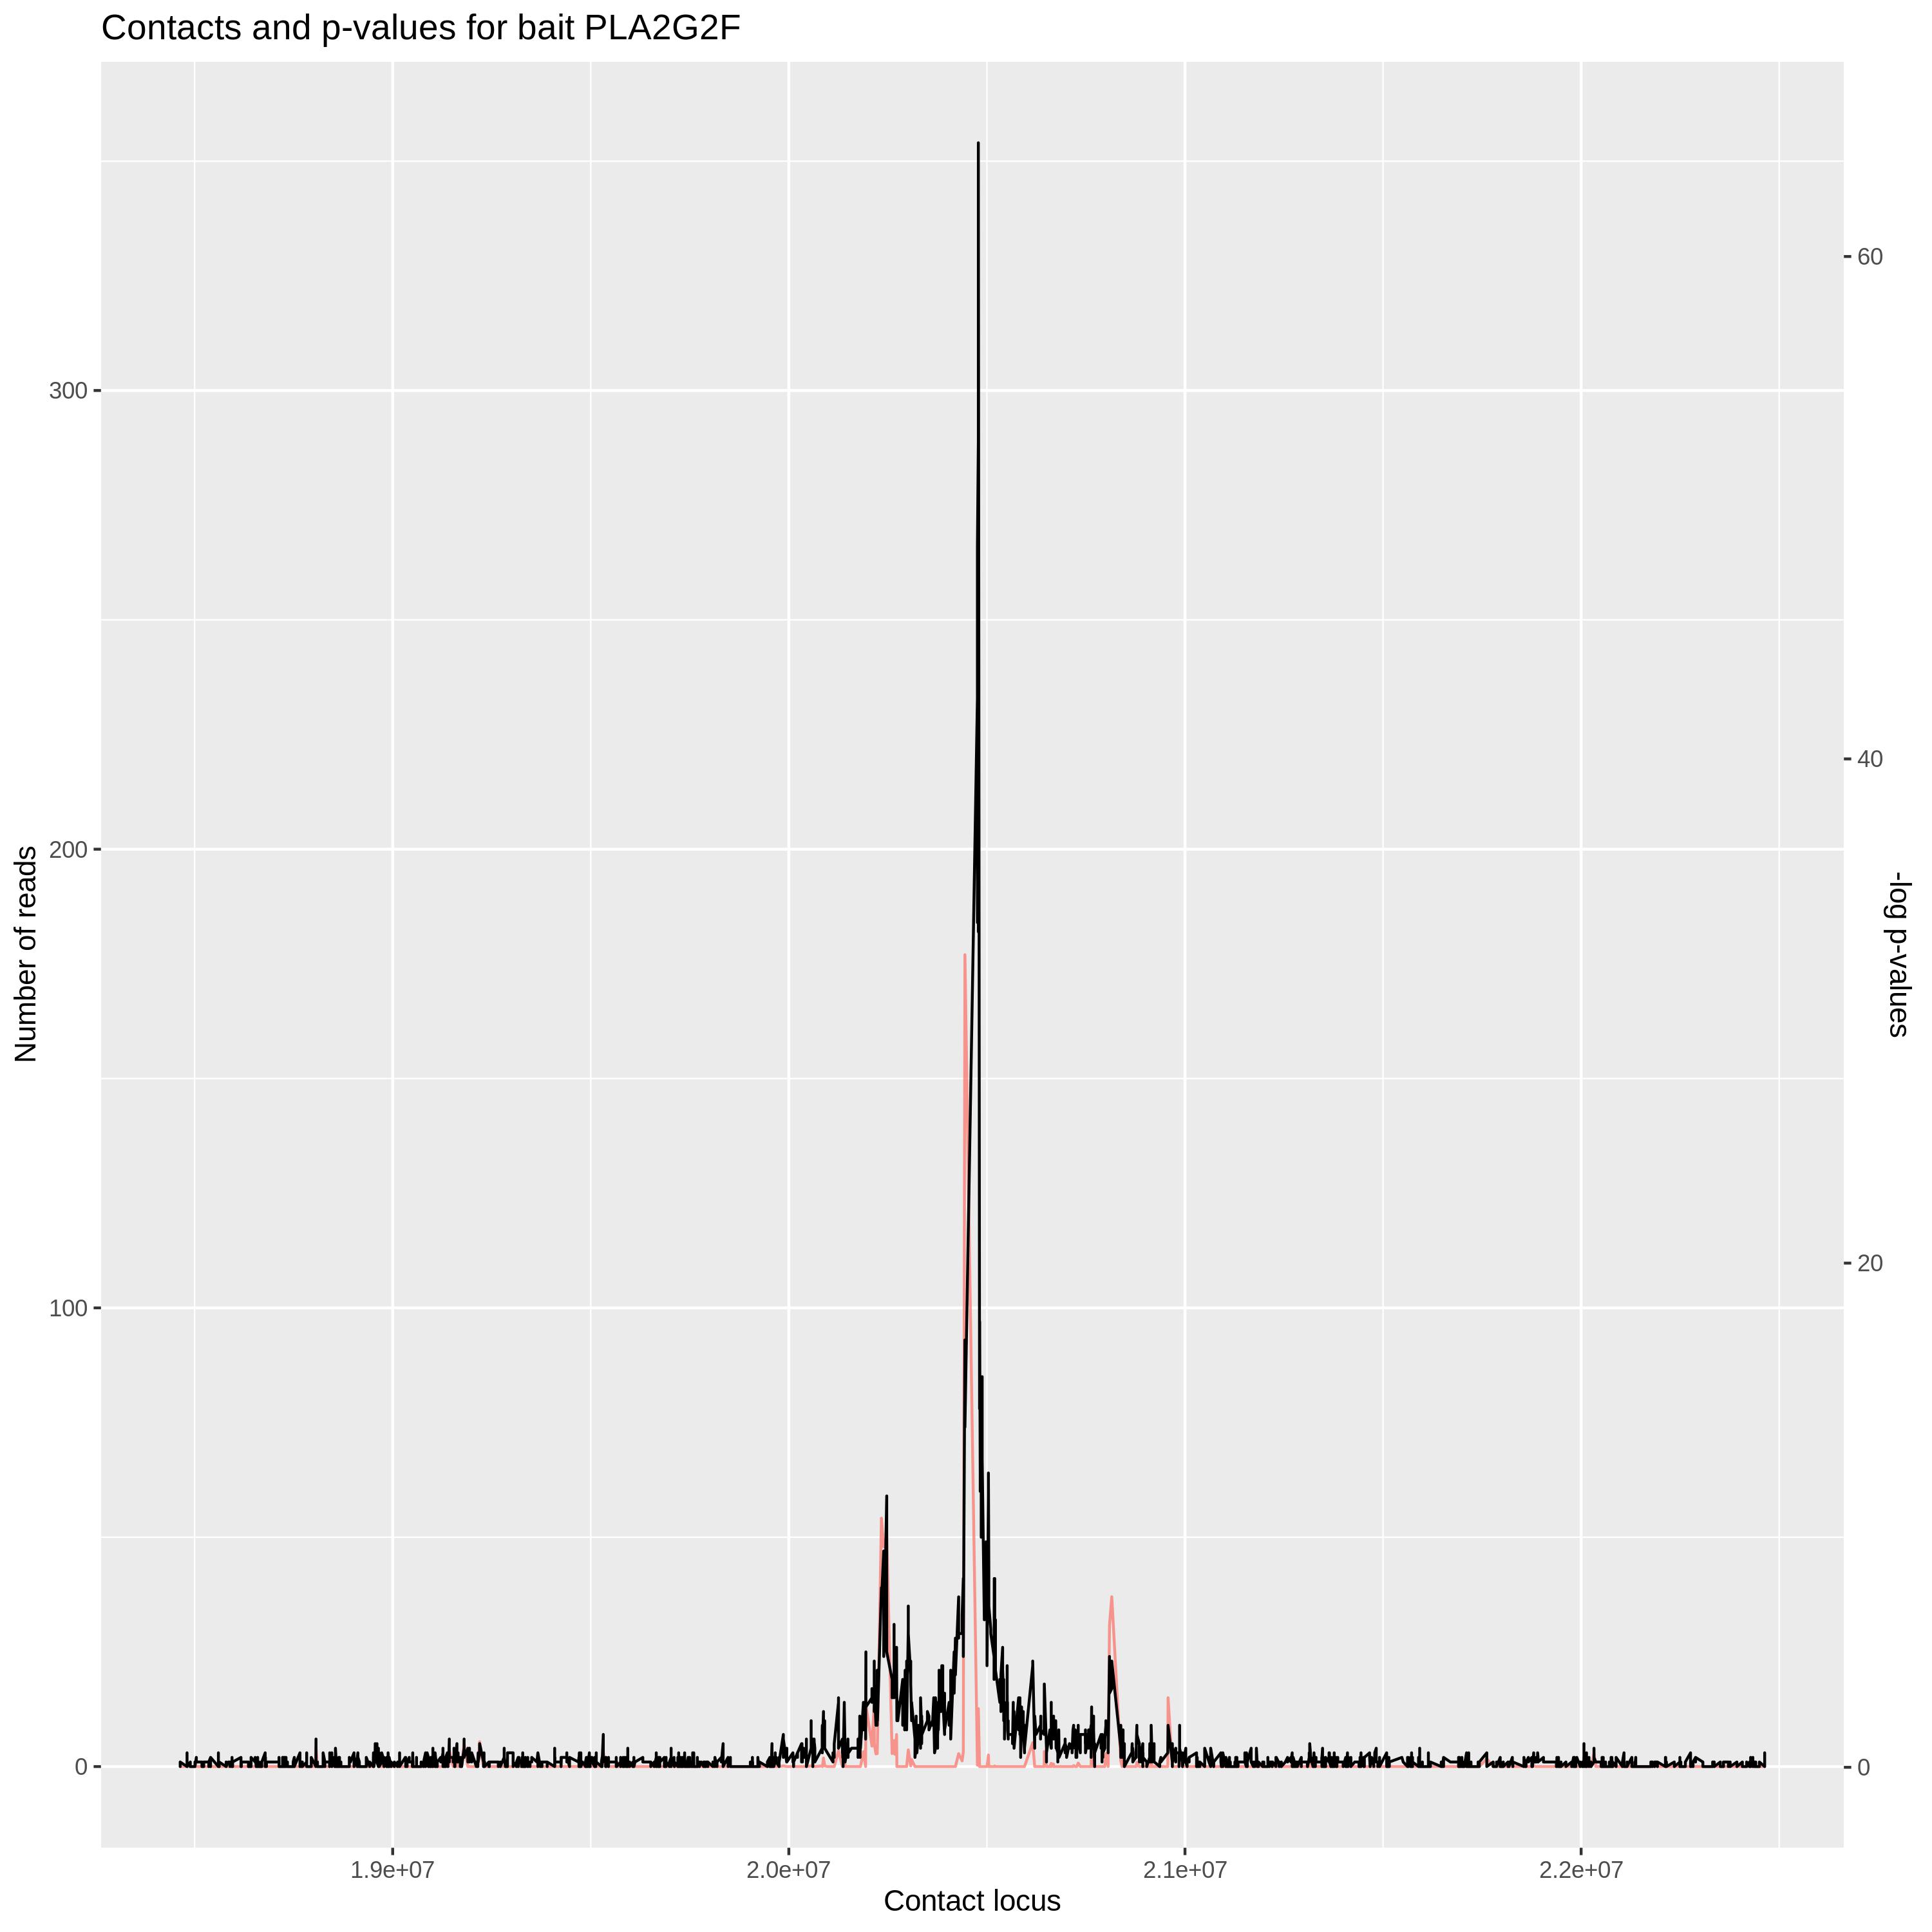 Contacts and p-values for bait PLA2G2F
300
200
100
0
Number of reads
60
40
20
0
-log p-values
1.9e+07
2.0e+07
2.1e+07
2.2e+07
Contact locus